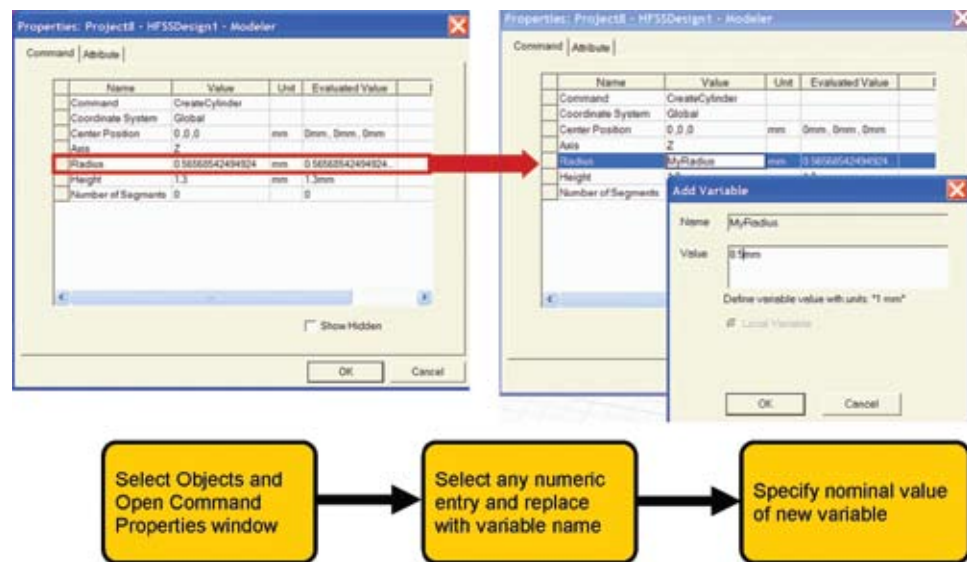 Properties: Project8 - HFSSDesign1 - Modeler
Command | Attribute
Name Value Unit Evaluated Value
Command CreateCylinder
Coordinate System Global
Center Position 0,0,0 mm 0mm, 0mm, 0mm
Axis Z
Radius 0.56568542494924 mm 0.56568542494924...
Height 1.3 mm 1.3mm
Number of Segments 0 0
Show Hidden
OK Cancel
Properties: Project8 - HFSSDesign1 - Modeler
Command | Attribute
Name Value Unit Evaluated Value
Command CreateCylinder
Coordinate System Global
Center Position 0,0,0 mm 0mm, 0mm, 0mm
Axis Z
Radius MyRadius mm 0.56568542494924...
Height
Number of Segments
Add Variable
Name MyRadius
Value 0.5mm
Define variable value with units: "1 mm"
Local Variable
OK Cancel
Select Objects and
Open Command
Properties window
Select any numeric
entry and replace
with variable name
Specify nominal value
of new variable